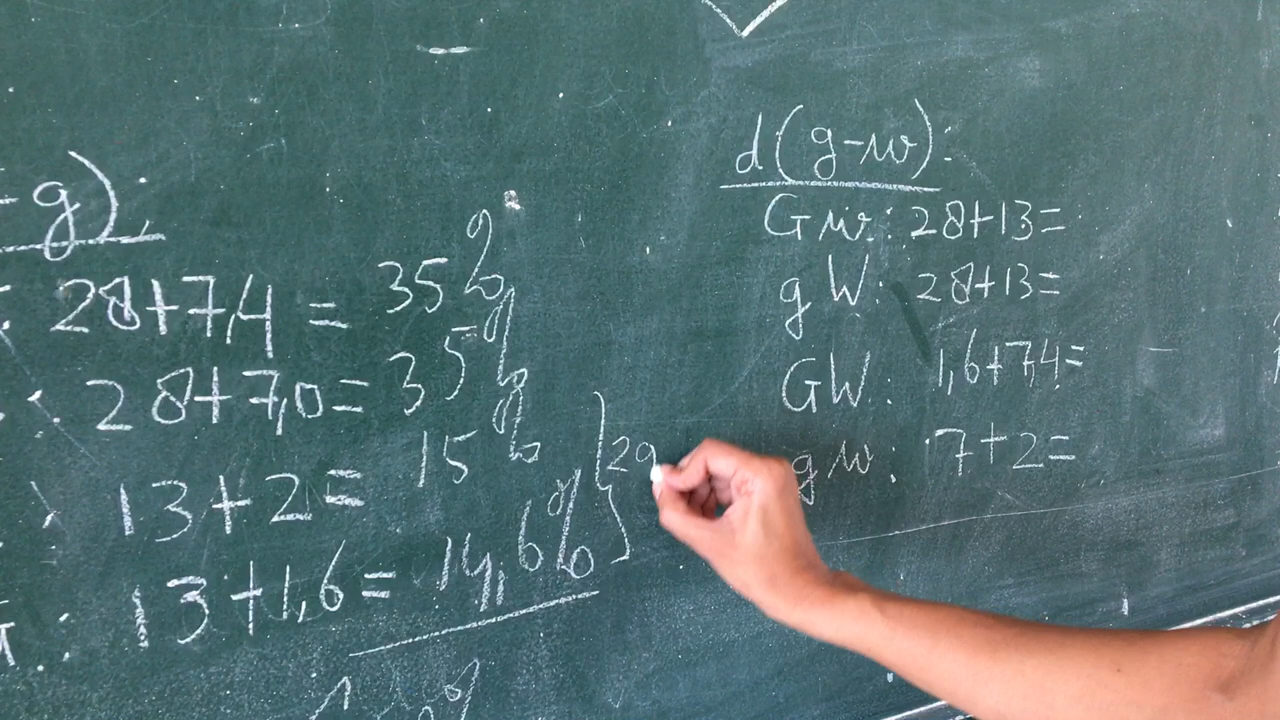 g):
28+7,4 = 35%
28+7,0= 35%
13+2= 15%
13+1,6= 14,6%
}29
d(g-w):
Gw: 28+13=
gW: 28+13=
GW: 1,6+7,4=
gw: 7+2=